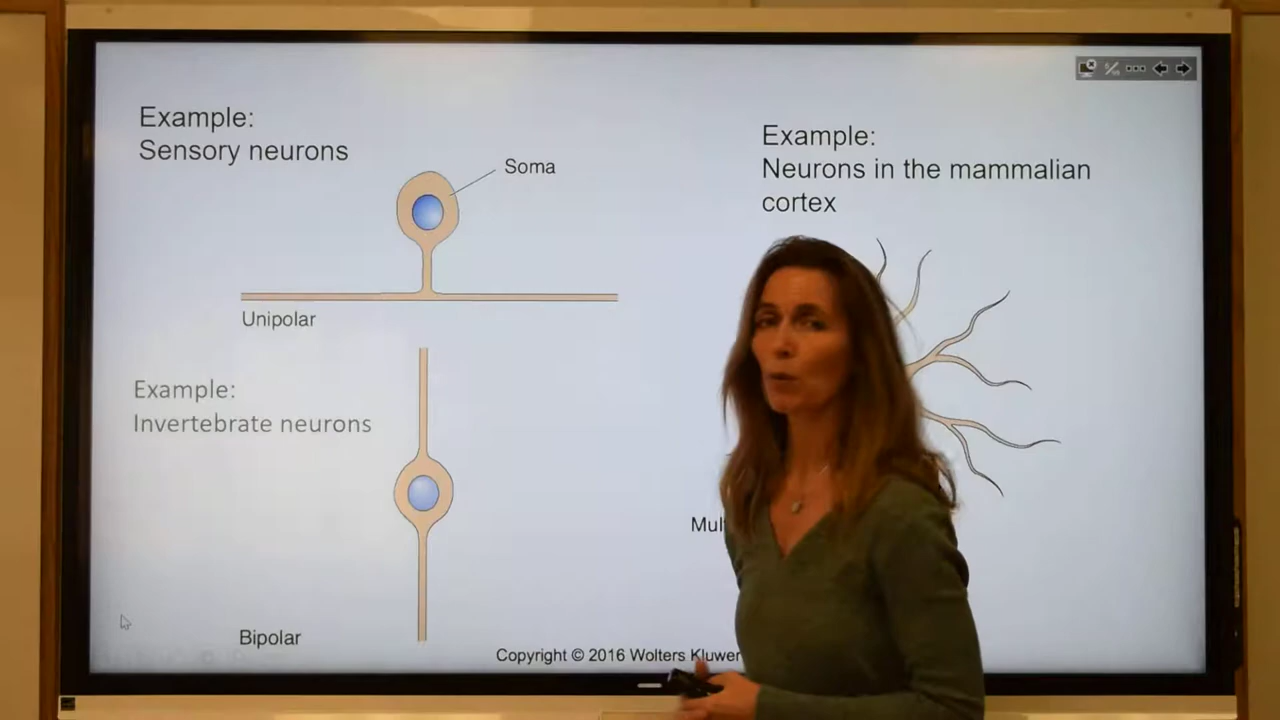 Example:
Sensory neurons
Soma
Unipolar
Example:
Invertebrate neurons
Bipolar
Example:
Neurons in the mammalian
cortex
Copyright © 2016 Wolters Kluwer